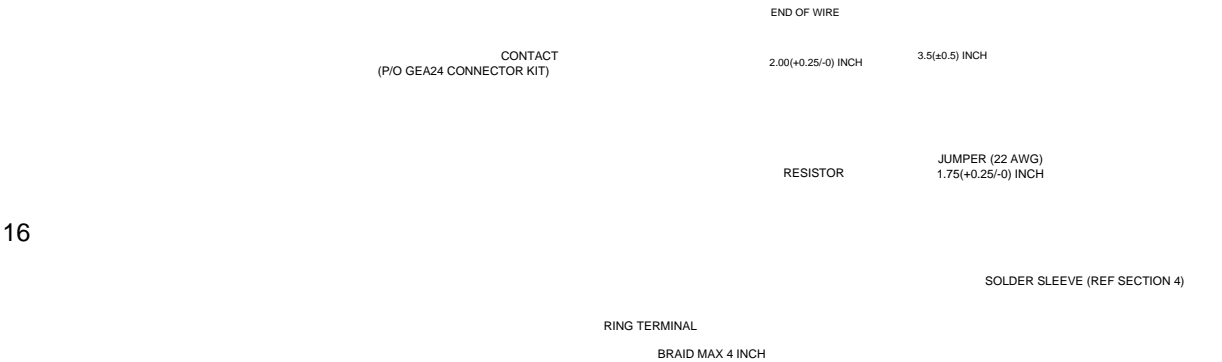 END OF WIRE
CONTACT
(P/O GEA24 CONNECTOR KIT)
2.00(+0.25/-0) INCH
3.5(±0.5) INCH
RESISTOR
JUMPER (22 AWG)
1.75(+0.25/-0) INCH
16
SOLDER SLEEVE (REF SECTION 4)
RING TERMINAL
BRAID MAX 4 INCH